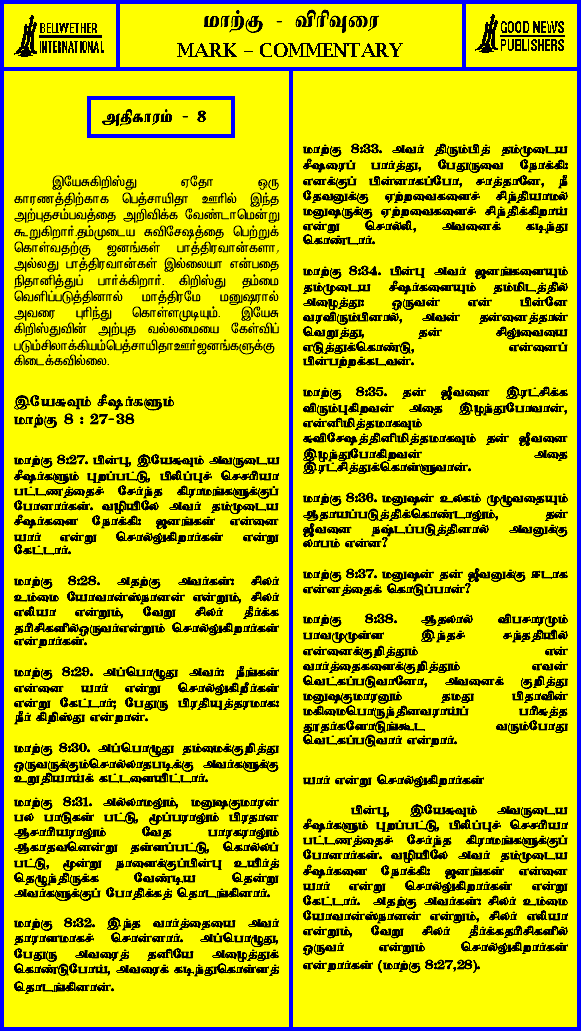 BELLWETHER
INTERNATIONAL
மாற்கு - விரிவுரை
MARK – COMMENTARY
GOOD NEWS
PUBLISHERS
அதிகாரம் - 8
இயேசுகிறிஸ்து ஏதோ ஒரு
காரணத்திற்காக பெத்சாயிதா ஊரில் இந்த
அற்புதசம்பவத்தை அறிவிக்க வேண்டாமென்று
கூறுகிறார்.தம்முடைய சுவிசேஷத்தை பெற்றுக்
கொள்வதற்கு ஜனங்கள் பாத்திரவான்களா,
அல்லது பாத்திரவான்கள் இல்லையா என்பதை
நிதானித்துப் பார்க்கிறார். கிறிஸ்து தம்மை
வெளிப்படுத்தினால் மாத்திரமே மனுஷரால்
அவரை புரிந்து கொள்ளமுடியும். இயேசு
கிறிஸ்துவின் அற்புத வல்லமையை கேள்விப்
படும்சிலாக்கியம்பெத்சாயிதாஊர்ஜனங்களுக்கு
கிடைக்கவில்லை.
இயேசுவும் சீஷர்களும்
மாற்கு 8 : 27-38
மாற்கு 8:27. பின்பு, இயேசுவும் அவருடைய
சீஷர்களும் புறப்பட்டு, பிலிப்புச் செசரியா
பட்டணத்தைச் சேர்ந்த கிராமங்களுக்குப்
போனார்கள். வழியிலே அவர் தம்முடைய
சீஷர்களை நோக்கி: ஜனங்கள் என்னை
யார் என்று சொல்லுகிறார்கள் என்று
கேட்டார்.
மாற்கு 8:28. அதற்கு அவர்கள்: சிலர்
உம்மை யோவான்ஸ்நானன் என்றும், சிலர்
எலியா என்றும், வேறு சிலர் தீர்க்க
தரிசிகளில்ஒருவர்என்றும் சொல்லுகிறார்கள்
என்றார்கள்.
மாற்கு 8:29. அப்பொழுது அவர்: நீங்கள்
என்னை யார் என்று சொல்லுகிறீர்கள்
என்று கேட்டார்; பேதுரு பிரதியுத்தரமாக:
நீர் கிறிஸ்து என்றான்.
மாற்கு 8:30. அப்பொழுது தம்மைக்குறித்து
ஒருவருக்கும்சொல்லாதபடிக்கு அவர்களுக்கு
உறுதியாய்க் கட்டளையிட்டார்.
மாற்கு 8:31. அல்லாமலும், மனுஷகுமாரன்
பல பாடுகள் பட்டு, மூப்பராலும் பிரதான
ஆசாரியராலும் வேத பாரகராலும்
ஆகாதவனென்று தள்ளப்பட்டு, கொல்லப்
பட்டு, மூன்று நாளைக்குப்பின்பு உயிர்த்
தெழுந்திருக்க வேண்டிய தென்று
அவர்களுக்குப் போதிக்கத் தொடங்கினார்.
மாற்கு 8:32. இந்த வார்த்தையை அவர்
தாராளமாகச் சொன்னார். அப்பொழுது,
பேதுரு அவரைத் தனியே அழைத்துக்
கொண்டுபோய், அவரைக் கடிந்துகொள்ளத்
தொடங்கினான்.
மாற்கு 8:33. அவர் திரும்பித் தம்முடைய
சீஷரைப் பார்த்து, பேதுருவை நோக்கி:
எனக்குப் பின்னாகப்போ, சாத்தானே, நீ
தேவனுக்கு ஏற்றவைகளைச் சிந்தியாமல்
மனுஷருக்கு ஏற்றவைகளைச் சிந்திக்கிறாய்
என்று சொல்லி, அவனைக் கடிந்து
கொண்டார்.
மாற்கு 8:34. பின்பு அவர் ஜனங்களையும்
தம்முடைய சீஷர்களையும் தம்மிடத்தில்
அழைத்து: ஒருவன் என் பின்னே
வரவிரும்பினால், அவன் தன்னைத்தான்
வெறுத்து, தன் சிலுவையை
எடுத்துக்கொண்டு, என்னைப்
பின்பற்றக்கடவன்.
மாற்கு 8:35. தன் ஜீவனை இரட்சிக்க
விரும்புகிறவன் அதை இழந்துபோவான்,
என்னிமித்தமாகவும்
சுவிசேஷத்தினிமித்தமாகவும் தன் ஜீவனை
இழந்துபோகிறவன் அதை
இரட்சித்துக்கொள்ளுவான்.
மாற்கு 8:36. மனுஷன் உலகம் முழுவதையும்
ஆதாயப்படுத்திக்கொண்டாலும், தன்
ஜீவனை நஷ்டப்படுத்தினால் அவனுக்கு
லாபம் என்ன?
மாற்கு 8:37. மனுஷன் தன் ஜீவனுக்கு ஈடாக
என்னத்தைக் கொடுப்பான்?
மாற்கு 8:38. ஆதலால் விபசாரமும்
பாவமுமுள்ள இந்தச் சந்ததியில்
என்னைக்குறித்தும் என்
வார்த்தைகளைக்குறித்தும் எவன்
வெட்கப்படுவானோ, அவனைக் குறித்து
மனுஷகுமாரனும் தமது பிதாவின்
மகிமைபொருந்தினவராய்ப் பரிசுத்த
தூதர்களோடுங்கூட வரும்போது
வெட்கப்படுவார் என்றார்.
யார் என்று சொல்லுகிறார்கள்
பின்பு, இயேசுவும் அவருடைய
சீஷர்களும் புறப்பட்டு, பிலிப்புச் செசரியா
பட்டணத்தைச் சேர்ந்த கிராமங்களுக்குப்
போனார்கள். வழியிலே அவர் தம்முடைய
சீஷர்களை நோக்கி: ஜனங்கள் என்னை
யார் என்று சொல்லுகிறார்கள் என்று
கேட்டார். அதற்கு அவர்கள்: சிலர் உம்மை
யோவான்ஸ்நானன் என்றும், சிலர் எலியா
என்றும், வேறு சிலர் தீர்க்கதரிசிகளில்
ஒருவர் என்றும் சொல்லுகிறார்கள்
என்றார்கள் (மாற்கு 8:27,28).